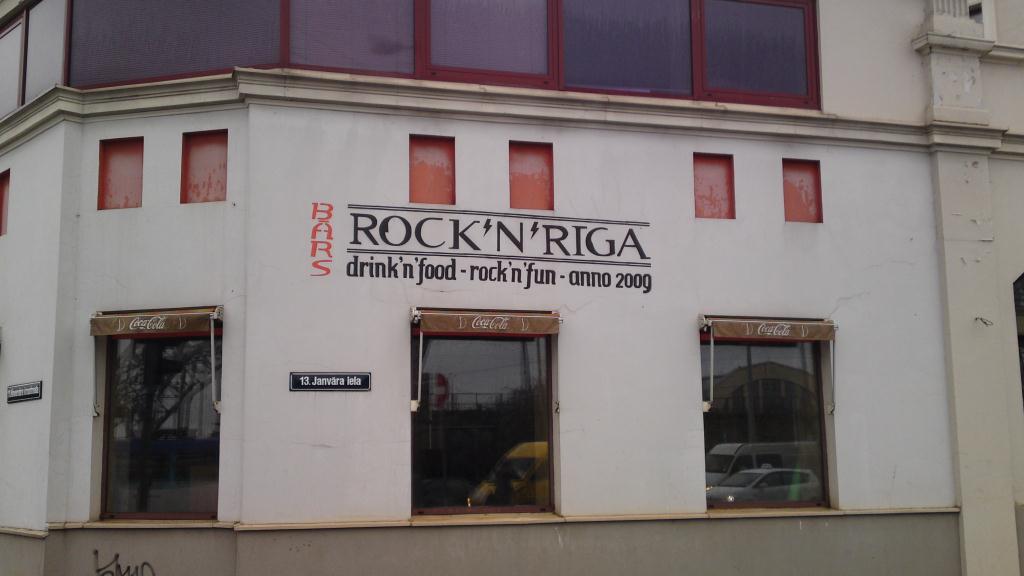 BARS
ROCK'N'RIGA
drink'n'food - rock'n'fun - anno 2009
Coca-Cola
Coca-Cola
Coca-Cola
13. Janvāra iela